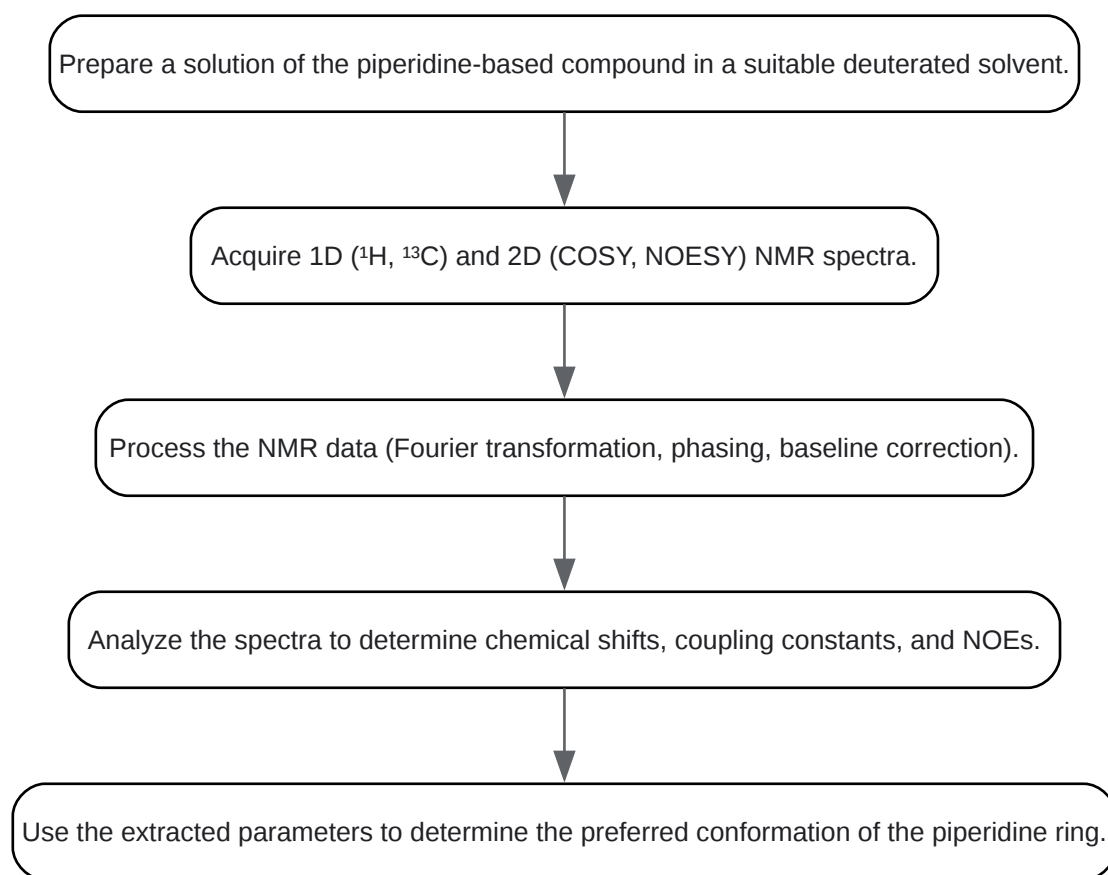 Prepare a solution of the piperidine-based compound in a suitable deuterated solvent.
Acquire 1D (¹H, ¹³C) and 2D (COSY, NOESY) NMR spectra.
Process the NMR data (Fourier transformation, phasing, baseline correction).
Analyze the spectra to determine chemical shifts, coupling constants, and NOEs.
Use the extracted parameters to determine the preferred conformation of the piperidine ring.